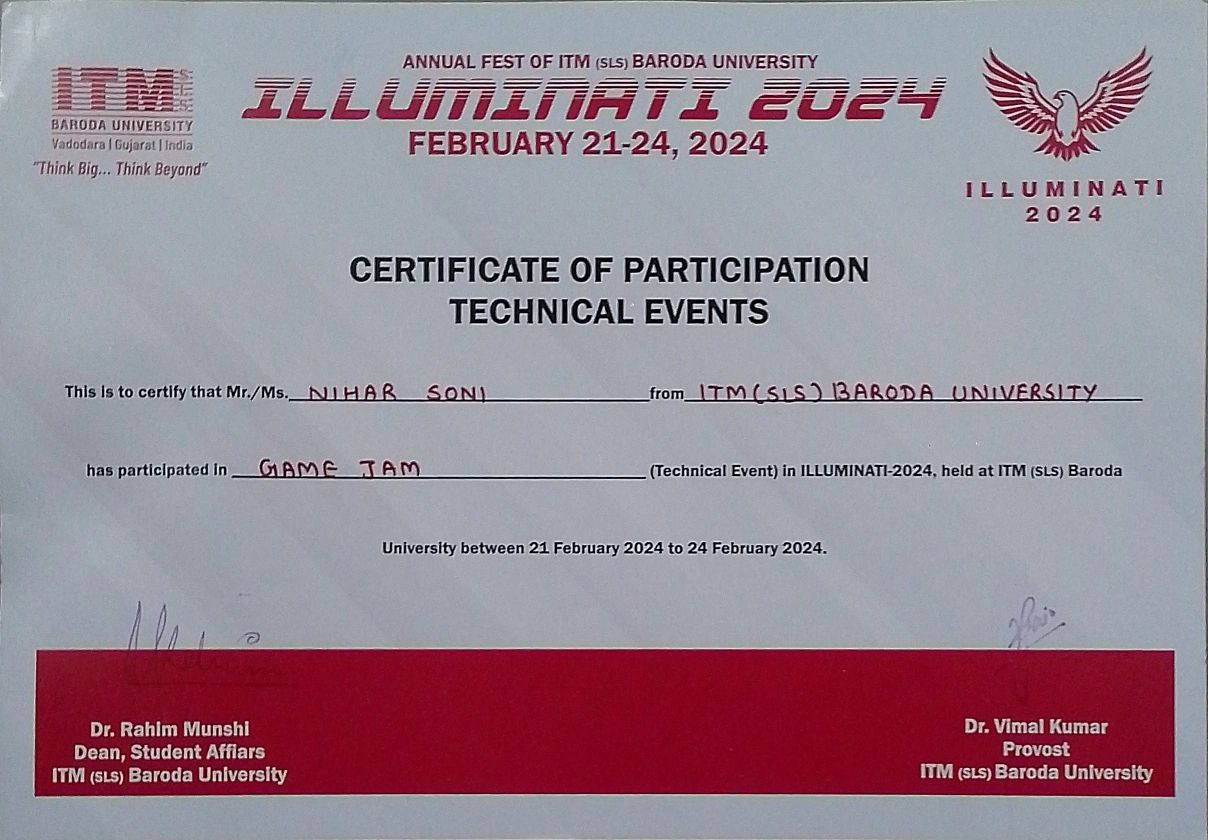 ITM SLS
BARODA UNIVERSITY
Vadodara | Gujarat | India
"Think Big... Think Beyond"
ANNUAL FEST OF ITM (SLS) BARODA UNIVERSITY
ILLUMINATI 2024
FEBRUARY 21-24, 2024
ILLUMINATI
2024
CERTIFICATE OF PARTICIPATION
TECHNICAL EVENTS
This is to certify that Mr./Ms. NIHAR SONI from ITM(SLS) BARODA UNIVERSITY
has participated in GAME JAM (Technical Event) in ILLUMINATI-2024, held at ITM (SLS) Baroda
University between 21 February 2024 to 24 February 2024.
Dr. Rahim Munshi
Dean, Student Affiars
ITM (SLS) Baroda University
Dr. Vimal Kumar
Provost
ITM (SLS) Baroda University